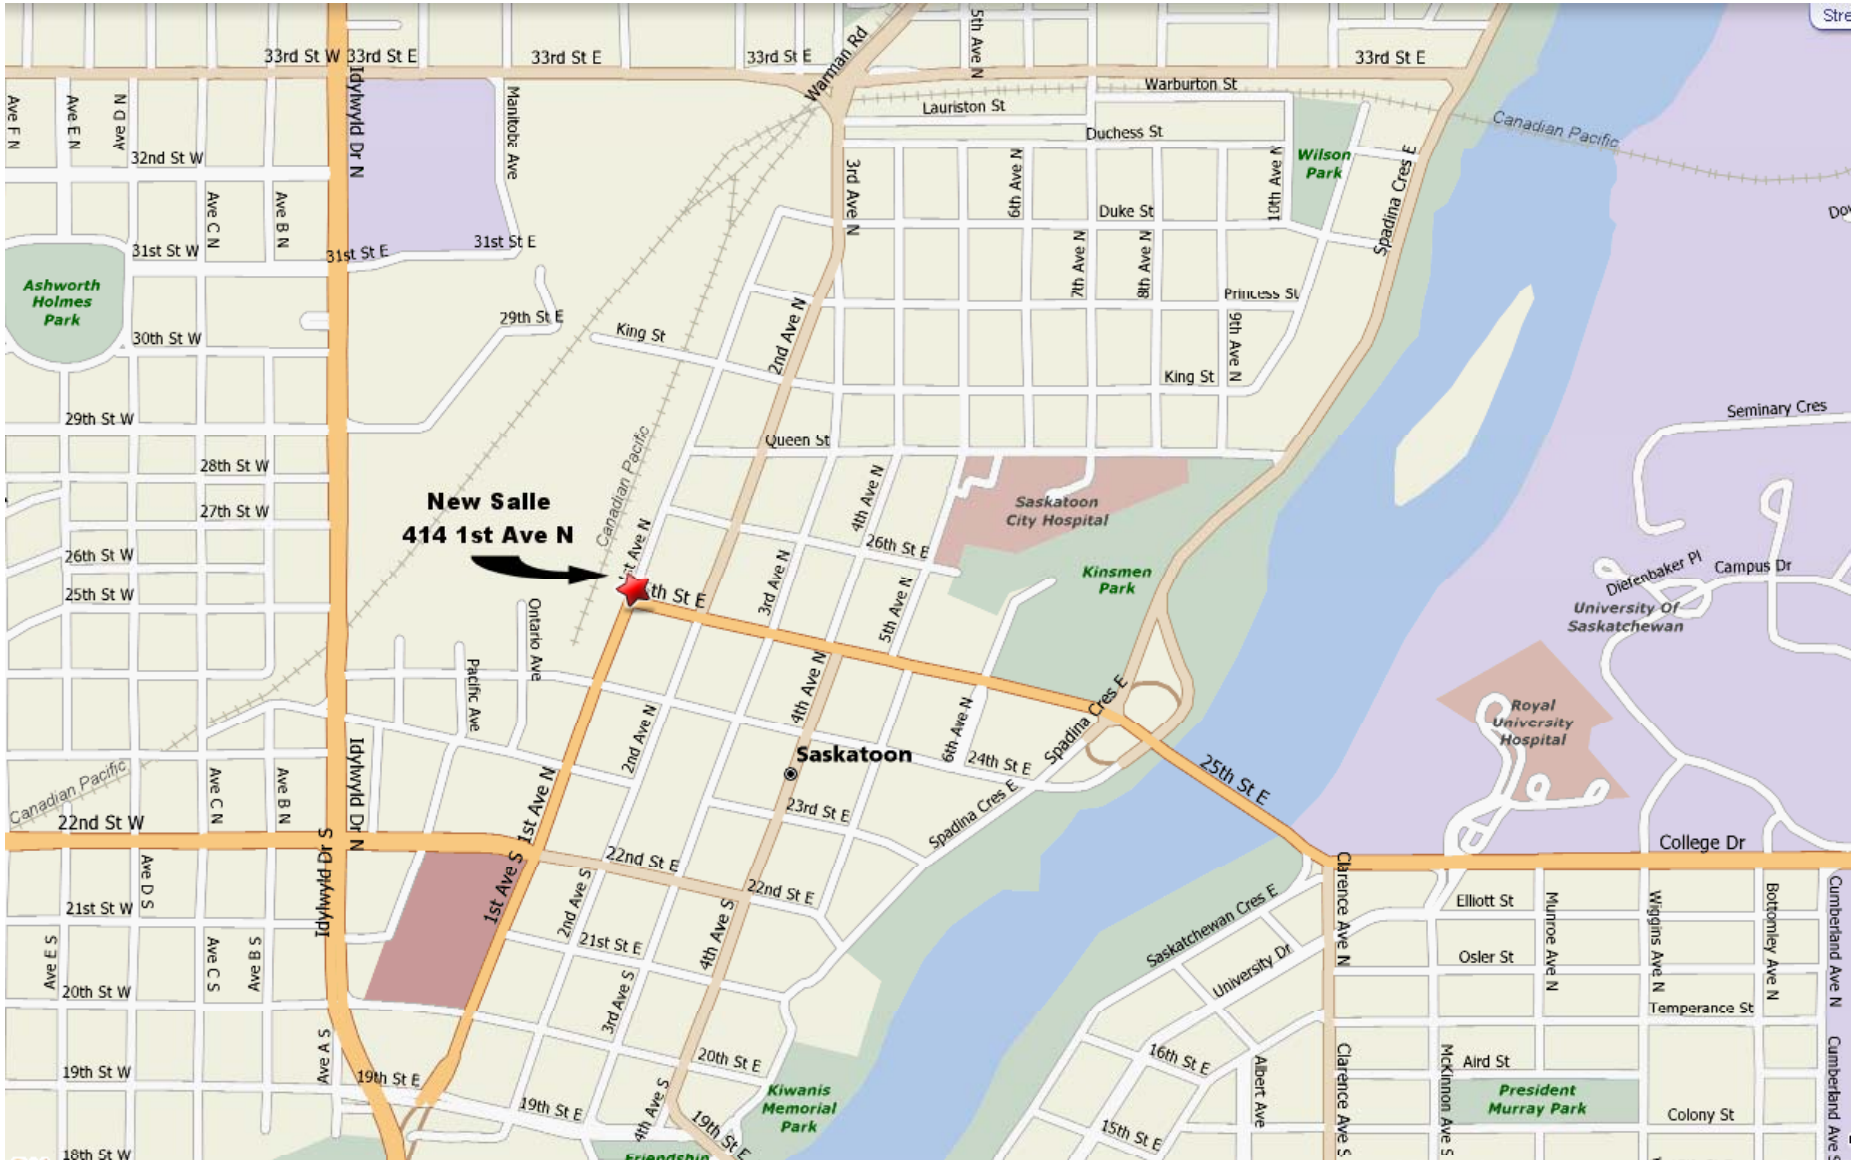 Stre
33rd St W
33rd St E
33rd St E
33rd St E
33rd St E
Warman Rd
5th Ave N
Warburton St
Lauriston St
Duchess St
Canadian Pacific
Ave F N
Ave E N
Ave D N
Idylwyld Dr N
Manitoba Ave
32nd St W
3rd Ave N
6th Ave N
10th Ave N
Wilson
Park
Spadina Cres E
Ave C N
Ave B N
Duke St
31st St W
31st St E
31st St E
7th Ave N
8th Ave N
Ashworth
Holmes
Park
Princess St
29th St E
King St
2nd Ave N
9th Ave N
30th St W
King St
29th St W
Queen St
Seminary Cres
28th St W
Canadian Pacific
4th Ave N
Saskatoon
City Hospital
New Salle
414 1st Ave N
27th St W
26th St W
26th St E
3rd Ave N
Kinsmen
Park
Diefenbaker Pl
Campus Dr
25th St W
th St E
5th Ave N
Ontario Ave
University Of
Saskatchewan
Pacific Ave
4th Ave N
2nd Ave N
6th Ave N
Spadina Cres E
Royal
University
Hospital
Saskatoon
24th St E
25th St E
Canadian Pacific
Ave C N
Ave B N
Idylwyld Dr N
1st Ave N
23rd St E
Spadina Cres E
22nd St W
College Dr
22nd St E
22nd St E
Idylwyld Dr S
1st Ave S
2nd Ave S
4th Ave S
Ave D S
Clarence Ave N
Saskatchewan Cres E
Elliott St
Munroe Ave N
Wiggins Ave N
Bottomley Ave N
Cumberland Ave N
21st St W
21st St E
Ave E S
Ave C S
Ave B S
University Dr
Osler St
20th St W
3rd Ave S
Temperance St
Ave A S
20th St E
16th St E
Albert Ave
Clarence Ave S
McKinnon Ave S
Aird St
Cumberland Ave S
19th St W
19th St E
19th St E
4th Ave S
19th St E
Kiwanis
Memorial
Park
President
Murray Park
Colony St
15th St E
18th St W
Friendship